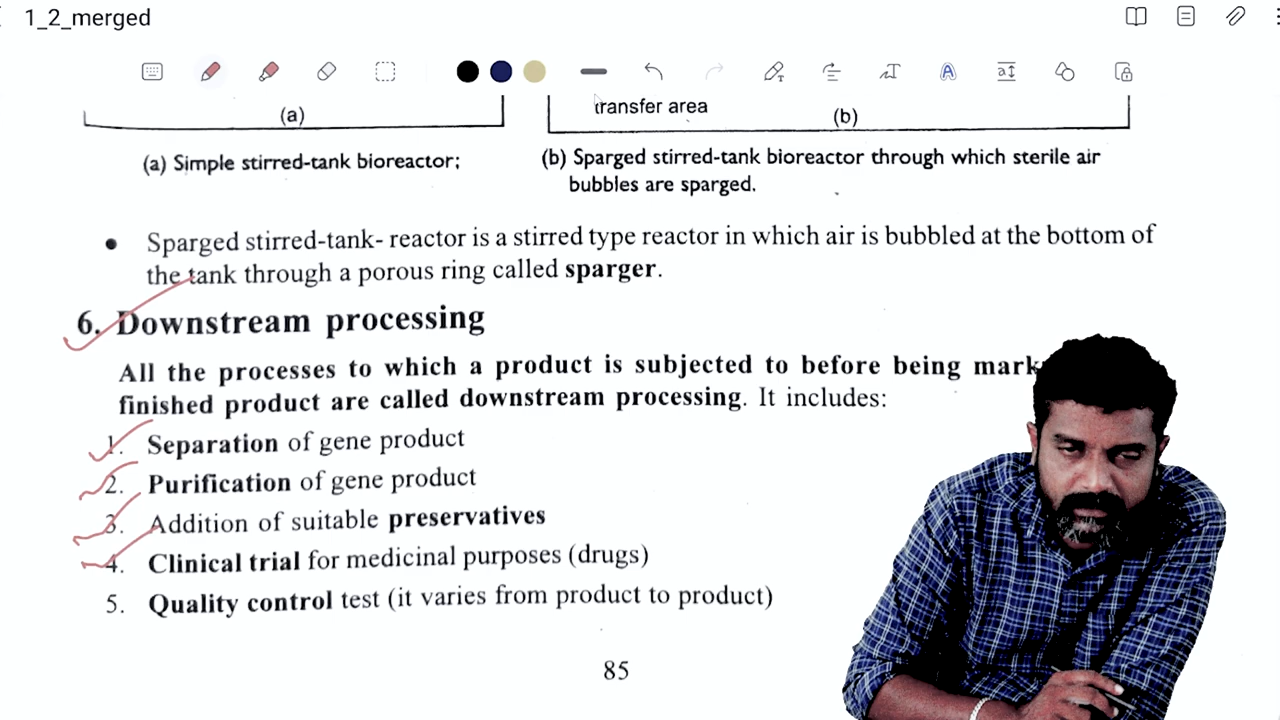 1_2_merged
transfer area
(a)
(b)
(a) Simple stirred-tank bioreactor;
(b) Sparged stirred-tank bioreactor through which sterile air
bubbles are sparged.
• Sparged stirred-tank- reactor is a stirred type reactor in which air is bubbled at the bottom of
the tank through a porous ring called sparger.
6. Downstream processing
All the processes to which a product is subjected to before being
finished product are called downstream processing. It includes:
1. Separation of gene product
2. Purification of gene product
3. Addition of suitable preservatives
4. Clinical trial for medicinal purposes (drugs)
5. Quality control test (it varies from product to product)
85